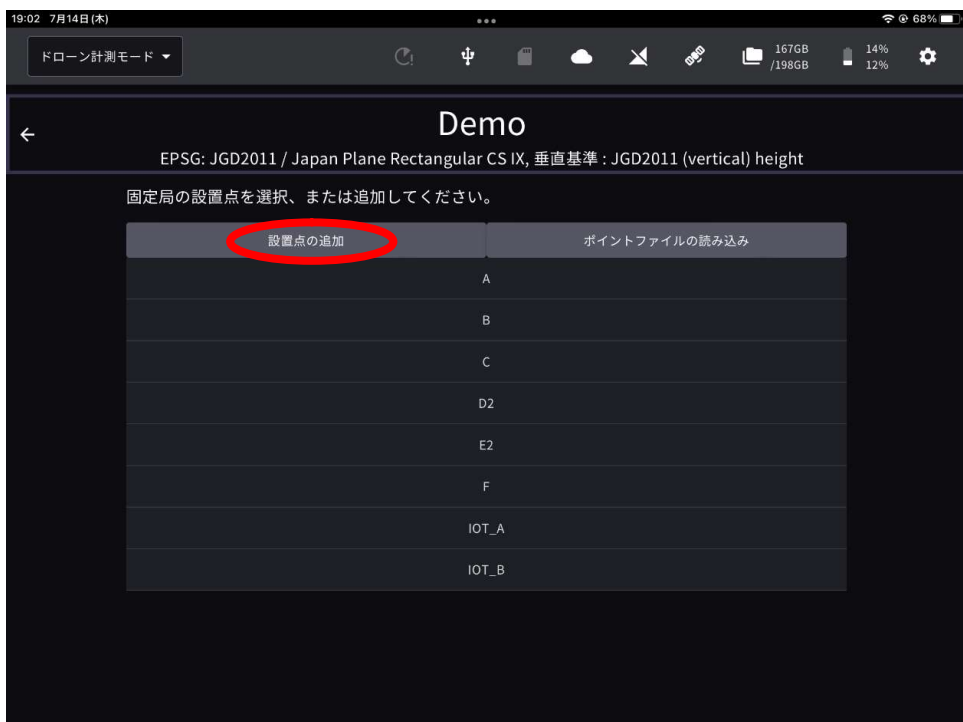 19:02 7月14日(木)
68%
ドローン計測モード
167GB
/198GB
14%
12%
Demo
EPSG: JGD2011 / Japan Plane Rectangular CS IX, 垂直基準 : JGD2011 (vertical) height
固定局の設置点を選択、または追加してください。
設置点の追加
ポイントファイルの読み込み
A
B
C
D2
E2
F
IOT_A
IOT_B